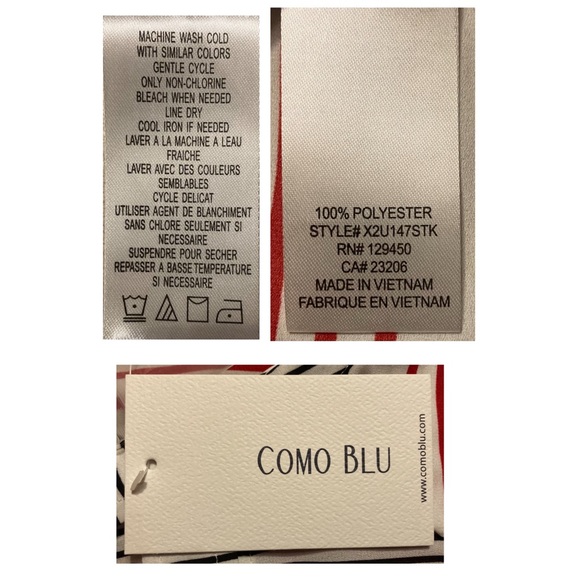 MACHINE WASH COLD
WITH SIMILAR COLORS
GENTLE CYCLE
ONLY NON-CHLORINE
BLEACH WHEN NEEDED
LINE DRY
COOL IRON IF NEEDED
LAVER A LA MACHINE A LEAU
FRAICHE
LAVER AVEC DES COULEURS
SEMBLABLES
CYCLE DELICAT
UTILISER AGENT DE BLANCHIMENT
SANS CHLORE SEULEMENT SI
NECESSAIRE
SUSPENDRE POUR SECHER
REPASSER A BASSE TEMPERATURE
SI NECESSAIRE
100% POLYESTER
STYLE# X2U147STK
RN# 129450
CA# 23206
MADE IN VIETNAM
FABRIQUE EN VIETNAM
COMO BLU
www.comoblu.com